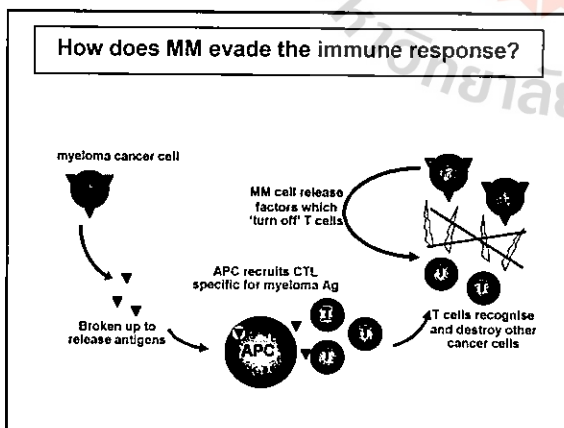 How does MM evade the immune response?
myeloma cancer cell
MM cell release
factors which
'turn off' T cells
APC recruits CTL
specific for myeloma Ag
Broken up to
release antigens
APC
T cells recognise
and destroy other
cancer cells